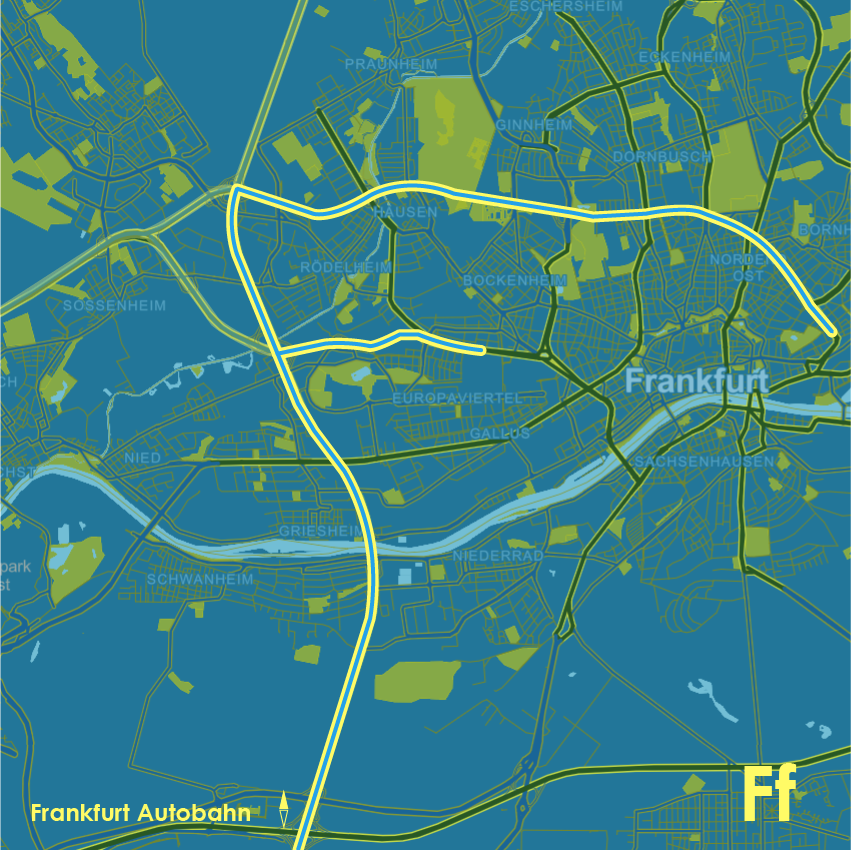 ESCHERSHEIM
ECKENHEIM
PRAUNHEIM
GINNHEIM
DORNBUSCH
HAUSEN
BORNH
NORDEN
OST
RÖDELHEIM
BOCKENHEIM
SOSSENHEIM
Frankfurt
CH
EUROPAVIERTEL
GALLUS
NIED
SACHSENHAUSEN
CHST
GRIESHEIM
NIEDERRAD
park
st
SCHWANHEIM
Frankfurt Autobahn
Ff